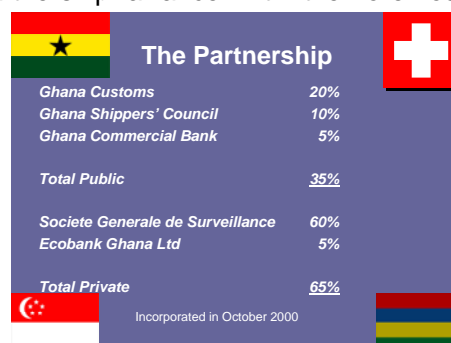 The Partnership
Ghana Customs 20%
Ghana Shippers' Council 10%
Ghana Commercial Bank 5%
Total Public 35%
Societe Generale de Surveillance 60%
Ecobank Ghana Ltd 5%
Total Private 65%
Incorporated in October 2000